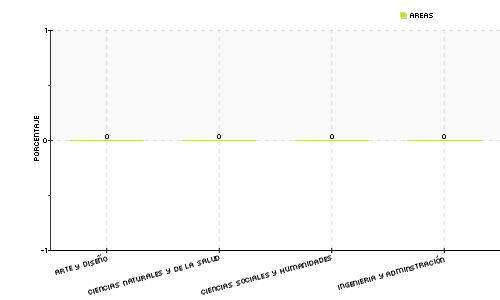 AREAS
1
PORCENTAJE
0
0
0
0
0
-1
ARTE Y DISEÑO
CIENCIAS NATURALES Y DE LA SALUD
CIENCIAS SOCIALES Y HUMANIDADES
INGENIERIA Y ADMINSTRACIÓN